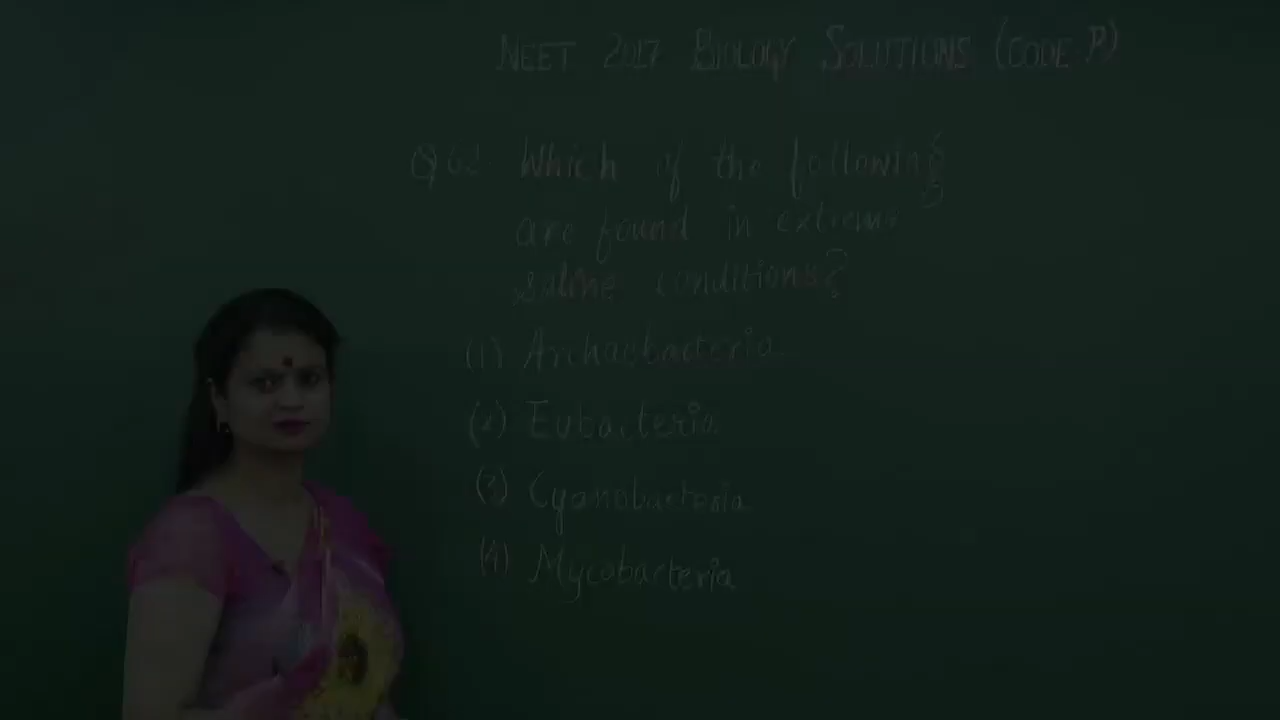 NEET 2017 BIOLOGY SOLUTIONS (CODE P)
Q 62. Which of the following
are found in extreme
saline conditions?
(1) Archaebacteria
(2) Eubacteria
(3) Cyanobacteria
(4) Mycobacteria